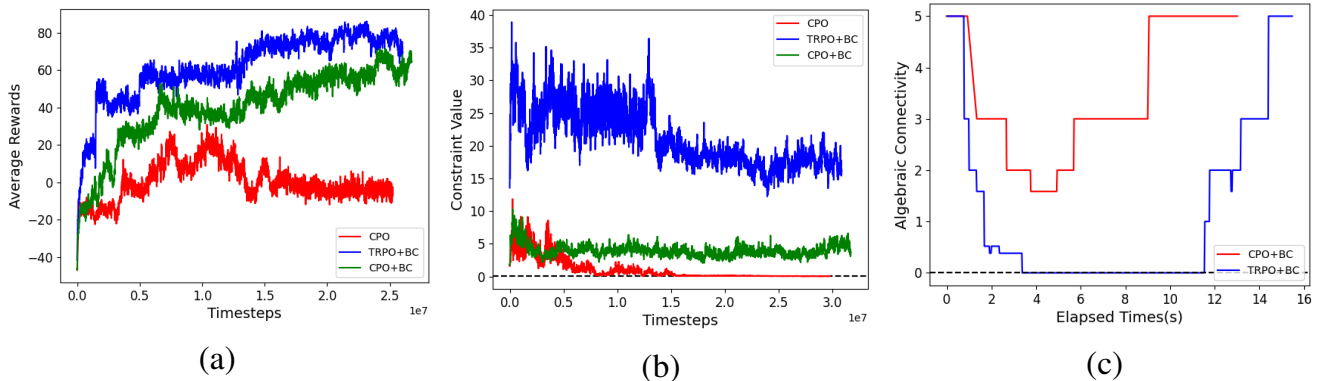 80
60
40
20
0
−20
−40
Average Rewards
CPO
TRPO+BC
CPO+BC
0.0
0.5
1.0
1.5
2.0
2.5
1e7
Timesteps
(a)
40
35
30
25
20
15
10
5
0
Constraint Value
CPO
TRPO+BC
CPO+BC
0.0
0.5
1.0
1.5
2.0
2.5
3.0
1e7
Timesteps
(b)
5
4
3
2
1
0
Algebraic Connectivity
CPO+BC
TRPO+BC
0
2
4
6
8
10
12
14
16
Elapsed Times(s)
(c)